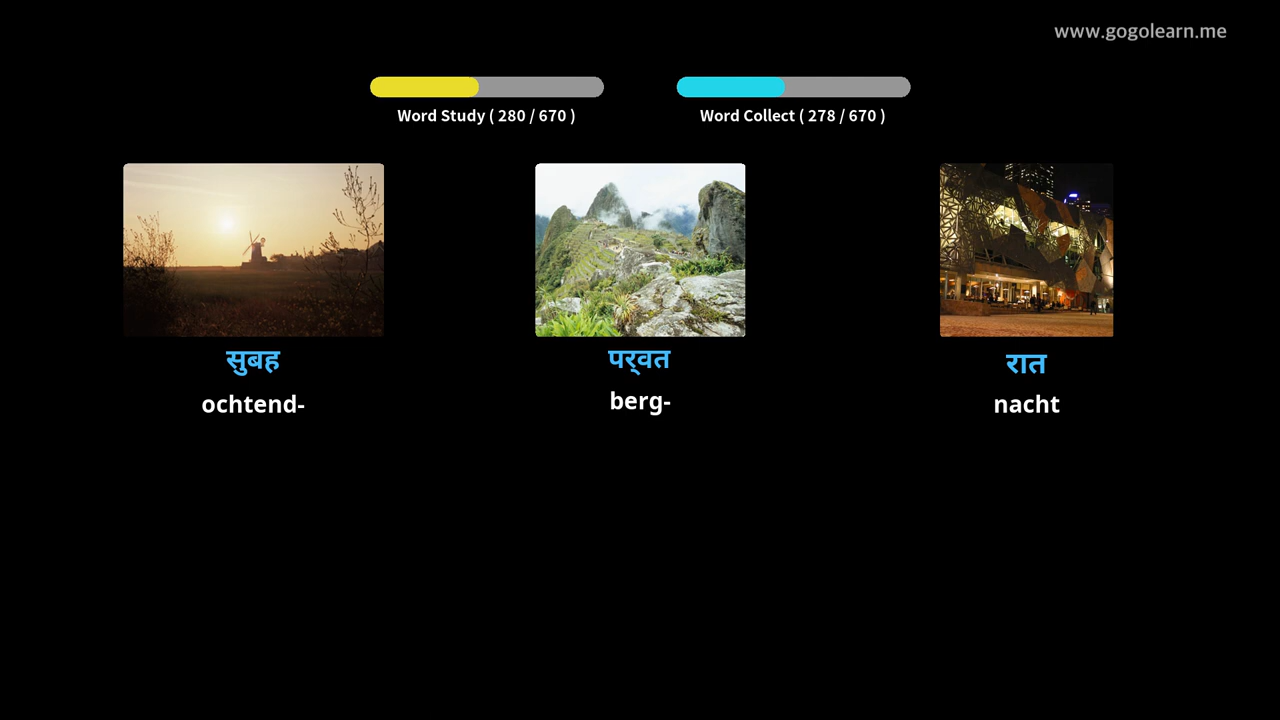 www.gogolearn.me
Word Study ( 280 / 670 )
Word Collect ( 278 / 670 )
सुबह
पर्वत
रात
ochtend-
berg-
nacht